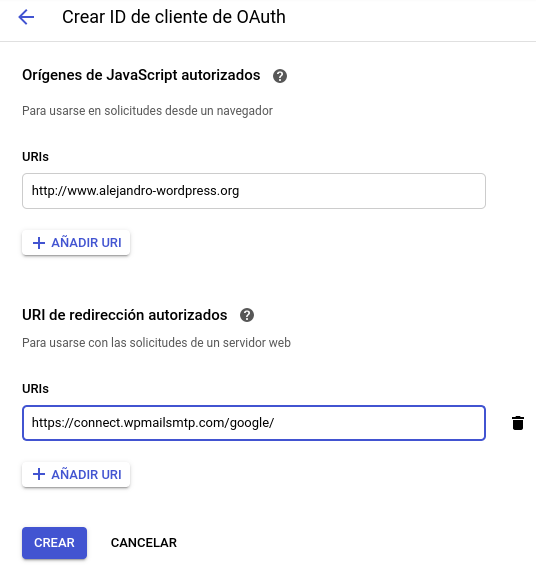 Crear ID de cliente de OAuth
Orígenes de JavaScript autorizados
Para usarse en solicitudes desde un navegador
URIs
http://www.alejandro-wordpress.org
AÑADIR URI
URI de redirección autorizados
Para usarse con las solicitudes de un servidor web
URIs
https://connect.wpmailsmtp.com/google/
AÑADIR URI
CREAR CANCELAR